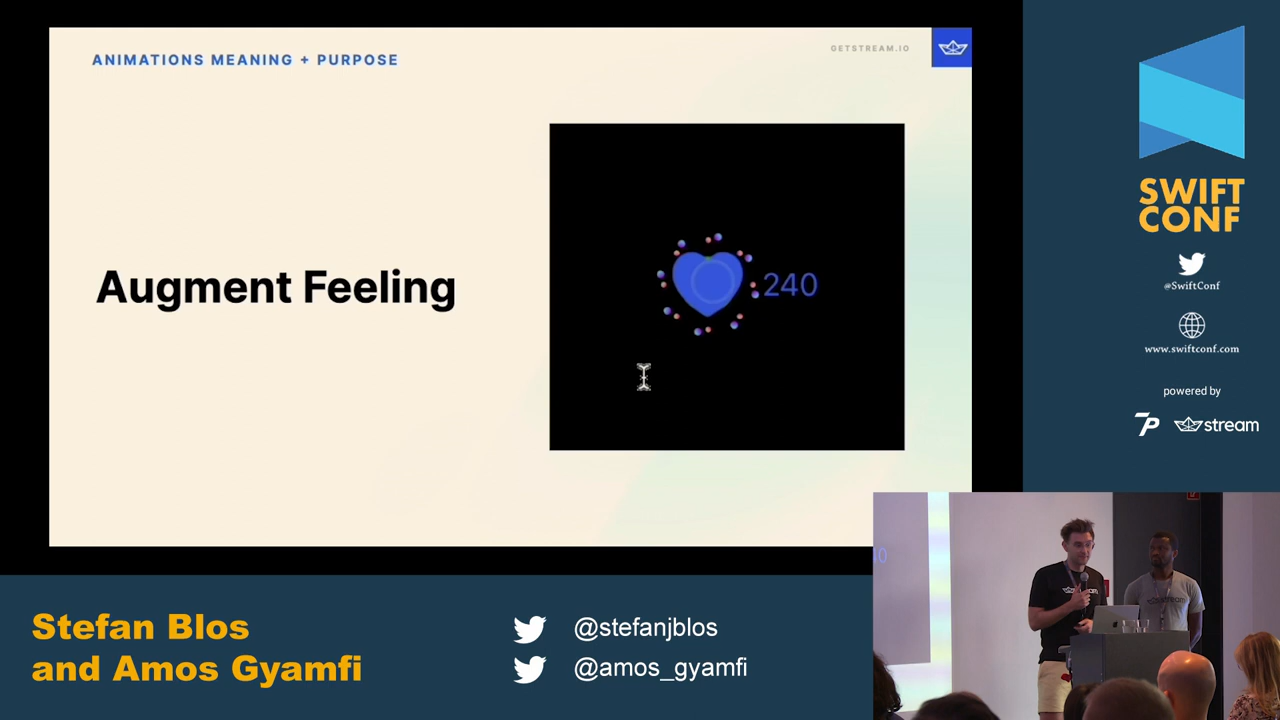 ANIMATIONS MEANING + PURPOSE
GETSTREAM.IO
Augment Feeling
240
SWIFT
CONF
@SwiftConf
www.swiftconf.com
powered by
7P
stream
Stefan Blos
and Amos Gyamfi
@stefanjblos
@amos_gyamfi